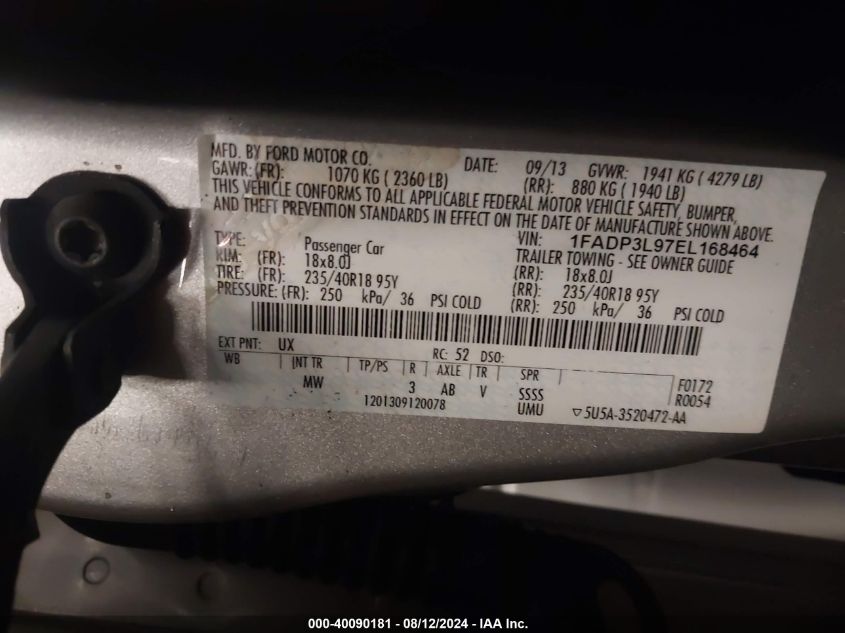 MFD. BY FORD MOTOR CO. DATE: 09/13 GVWR: 1941 KG ( 4279 LB)
GAWR: (FR): 1070 KG ( 2360 LB) (RR): 880 KG ( 1940 LB)
THIS VEHICLE CONFORMS TO ALL APPLICABLE FEDERAL MOTOR VEHICLE SAFETY, BUMPER,
AND THEFT PREVENTION STANDARDS IN EFFECT ON THE DATE OF MANUFACTURE SHOWN ABOVE.
VIN: 1FADP3L97EL168464
TYPE: Passenger Car TRAILER TOWING - SEE OWNER GUIDE
RIM: (FR): 18x8.0J (RR): 18x8.0J
TIRE: (FR): 235/40R18 95Y (RR): 235/40R18 95Y
PRESSURE: (FR): 250 kPa/ 36 PSI COLD (RR): 250 kPa/ 36 PSI COLD
EXT PNT: UX RC: 52 DSO:
WB INT TR TP/PS R AXLE TR SPR F0172
MW 3 AB V SSSS R0054
1201309120078 UMU ▽5U5A-3520472-AA
000-40090181 - 08/12/2024 - IAA Inc.